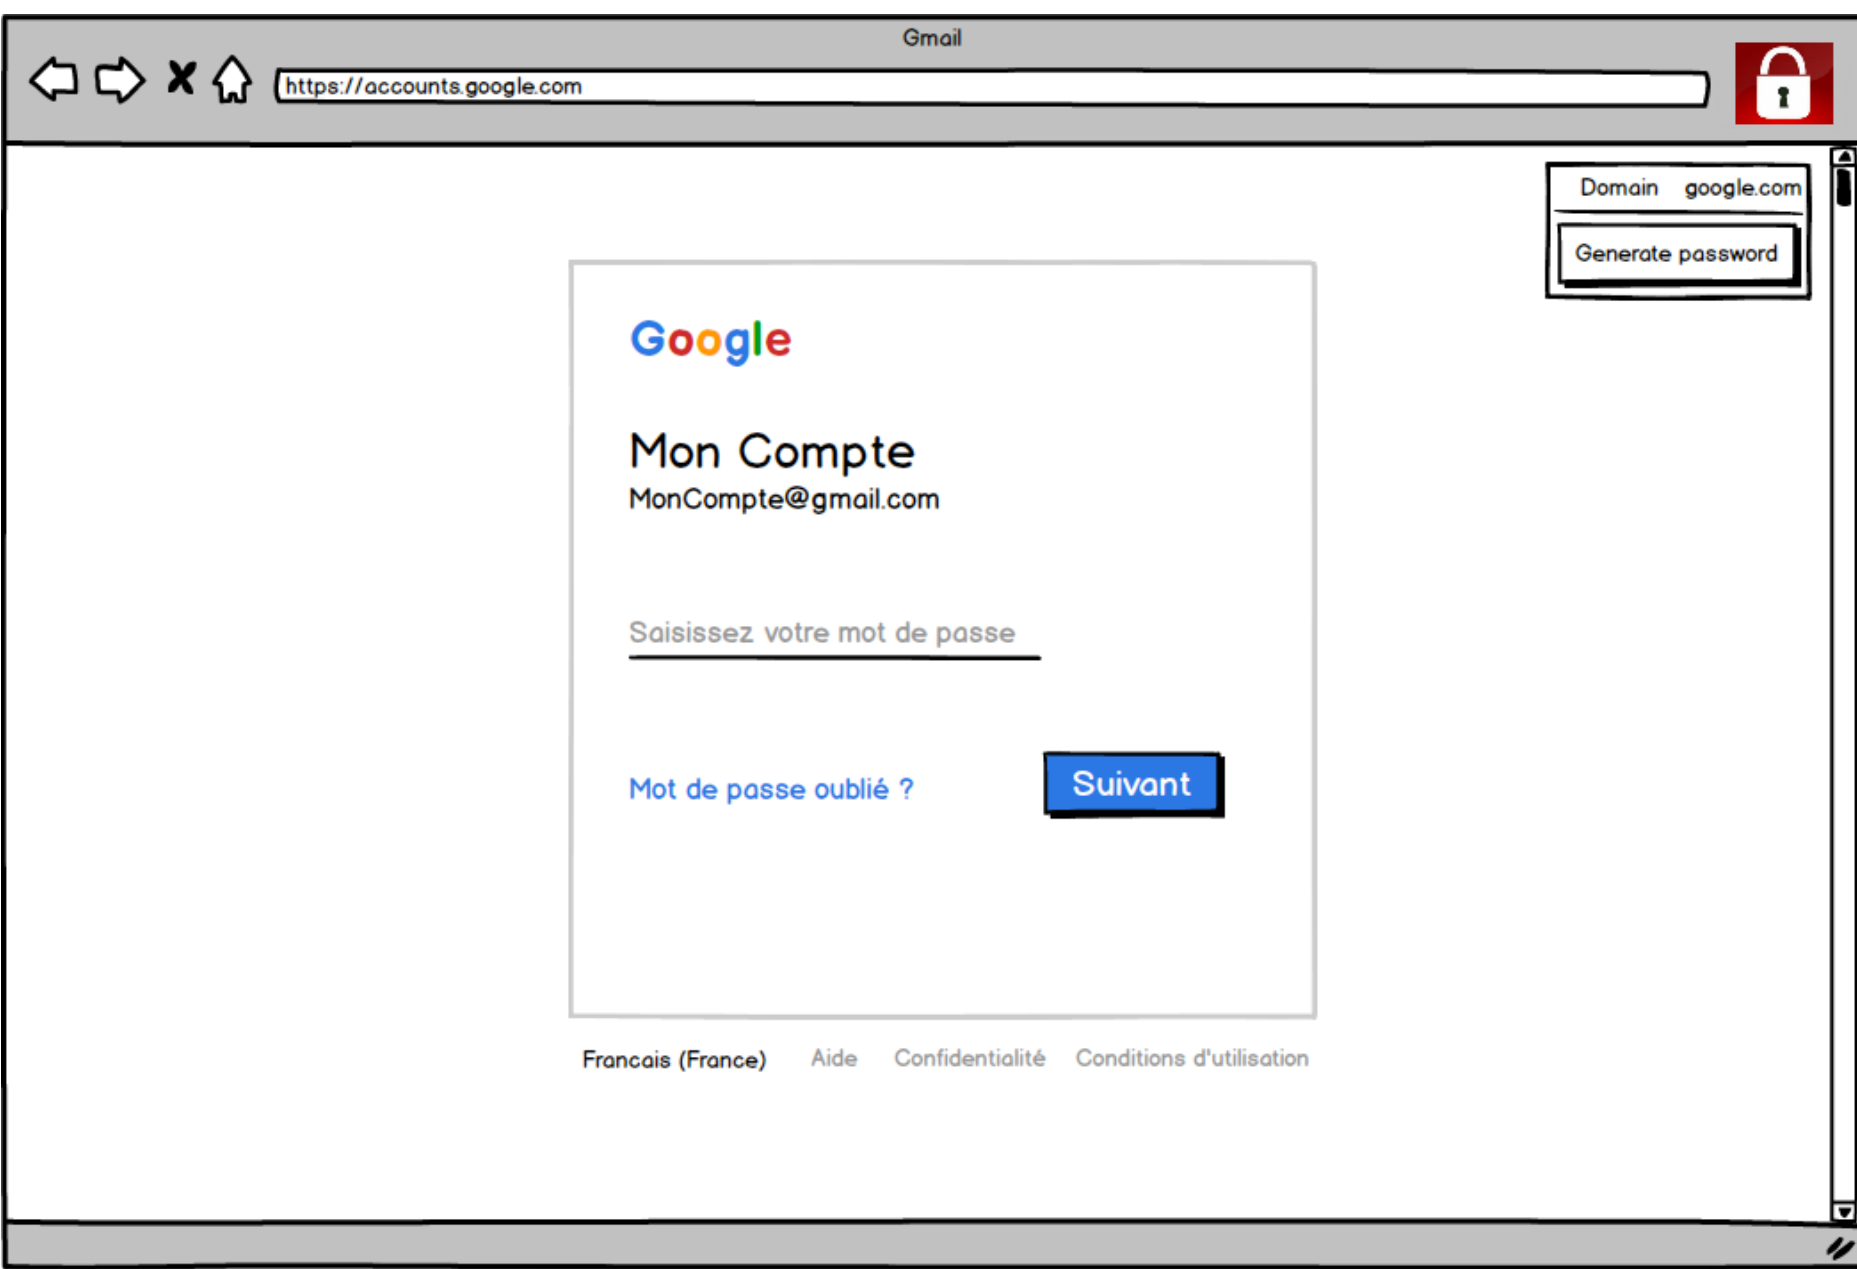 Gmail
https://accounts.google.com
Domain google.com
Generate password
Google
Mon Compte
MonCompte@gmail.com
Saisissez votre mot de passe
Mot de passe oublié ?
Suivant
Francais (France) Aide Confidentialité Conditions d'utilisation